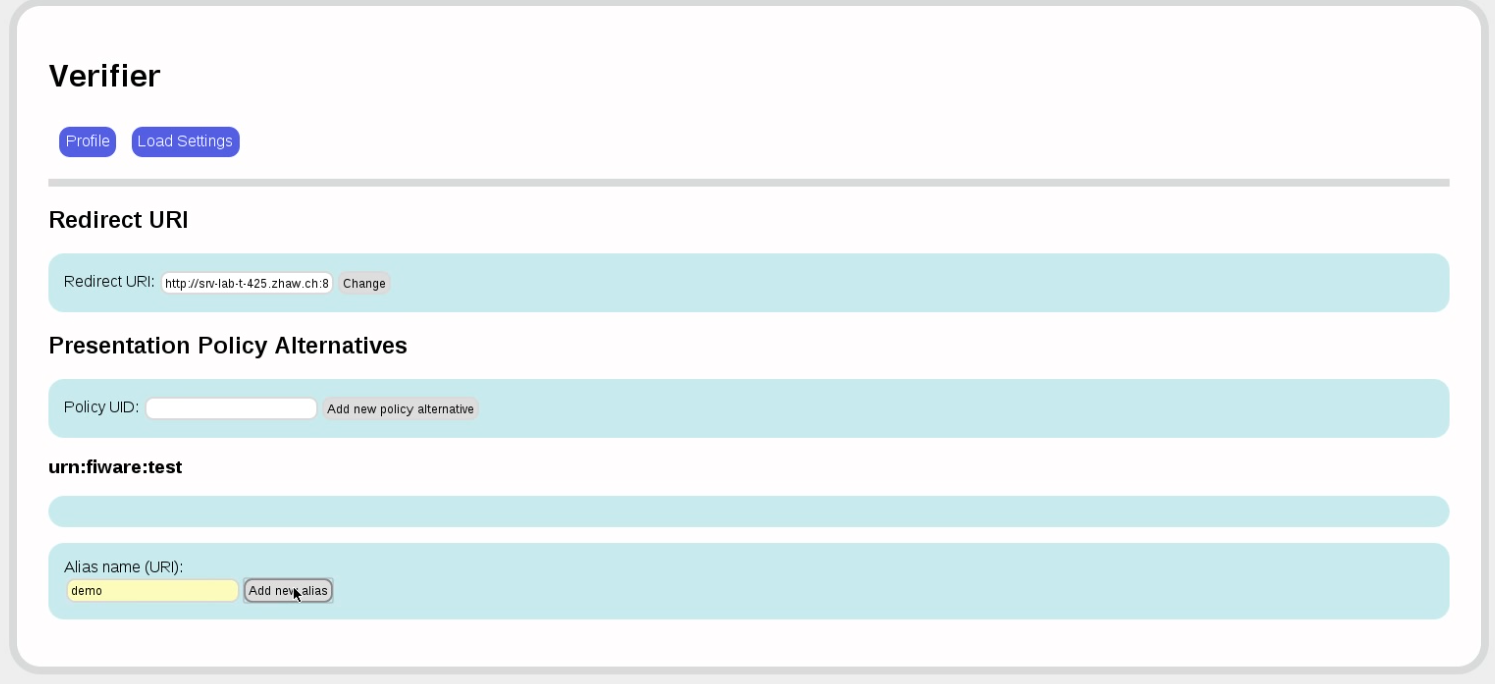 Verifier
Profile Load Settings
Redirect URI
Redirect URI: http://srv-lab-t-425.zhaw.ch:8 Change
Presentation Policy Alternatives
Policy UID: Add new policy alternative
urn:fiware:test
Alias name (URI):
demo Add new alias